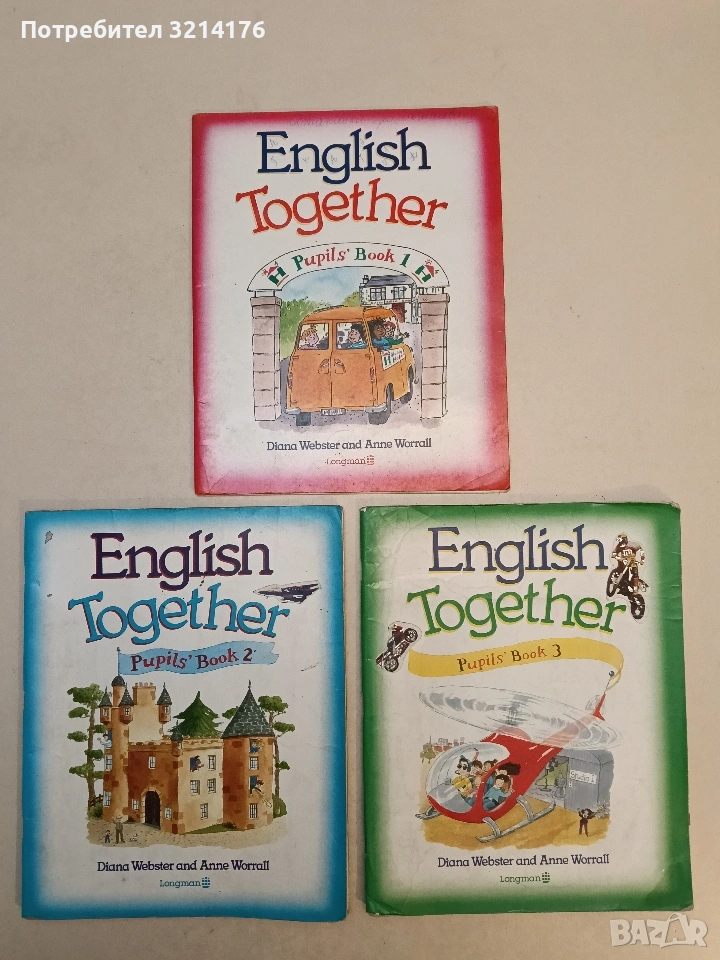 Потребител 3214176
English
Together
Pupils' Book 1
Diana Webster and Anne Worrall
Longman
English
Together
Pupils' Book 2
Diana Webster and Anne Worrall
Longman
English
Together
Pupils' Book 3
Diana Webster and Anne Worrall
Longman
BAZAR